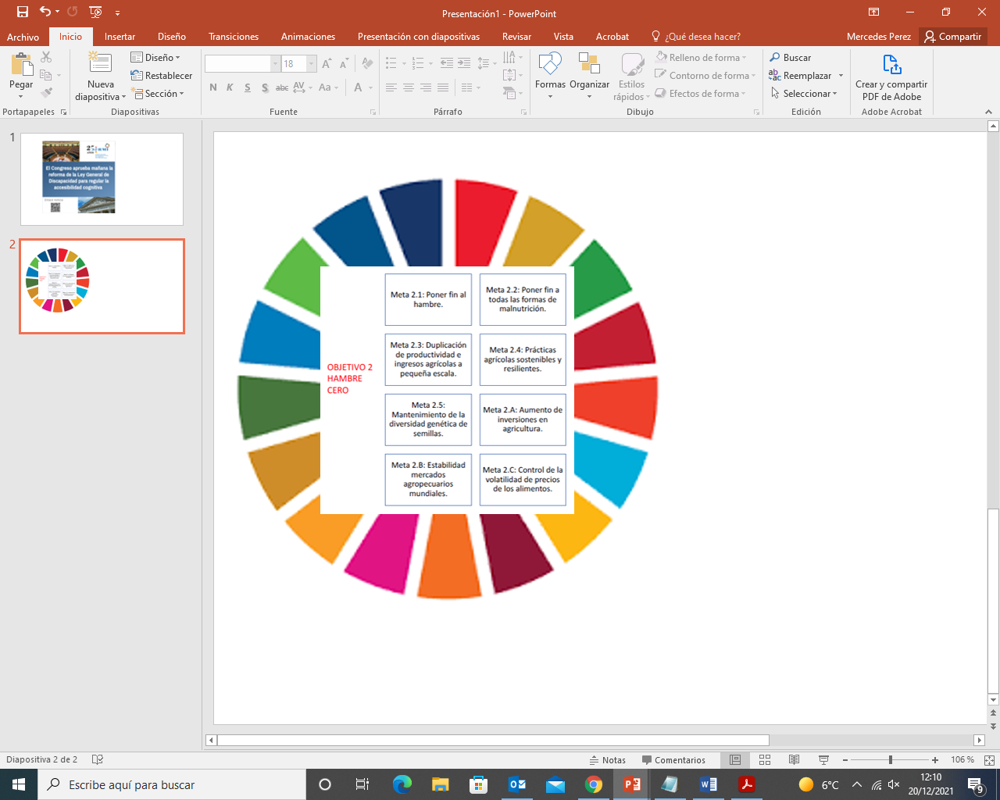 Presentación1 - PowerPoint
Archivo
Inicio
Insertar
Diseño
Transiciones
Animaciones
Presentación con diapositivas
Revisar
Vista
Acrobat
¿Qué desea hacer?
Mercedes Perez
Compartir
Pegar
Nueva
diapositiva
Diseño
Restablecer
Sección
18
N K S S abc AV Aa A
Formas
Organizar
Estilos
rápidos
Relleno de forma
Contorno de forma
Efectos de forma
Buscar
Reemplazar
Seleccionar
Crear y compartir
PDF de Adobe
Portapapeles
Diapositivas
Fuente
Párrafo
Dibujo
Edición
Adobe Acrobat
1
El Congreso aprueba mañana la
reforma de la Ley General de
Discapacidad para regular la
accesibilidad cognitiva
2
OBJETIVO 2
HAMBRE
CERO
Meta 2.1: Poner fin al
hambre.
Meta 2.2: Poner fin a
todas las formas de
malnutrición.
Meta 2.3: Duplicación
de productividad e
ingresos agrícolas a
pequeña escala.
Meta 2.4: Prácticas
agrícolas sostenibles y
resilientes.
Meta 2.5:
Mantenimiento de la
diversidad genética de
semillas.
Meta 2.A: Aumento de
inversiones en
agricultura.
Meta 2.B: Estabilidad
mercados
agropecuarios
mundiales.
Meta 2.C: Control de la
volatilidad de precios
de los alimentos.
Diapositiva 2 de 2
Notas
Comentarios
106 %
Escribe aquí para buscar
6°C
12:10
20/12/2021
9